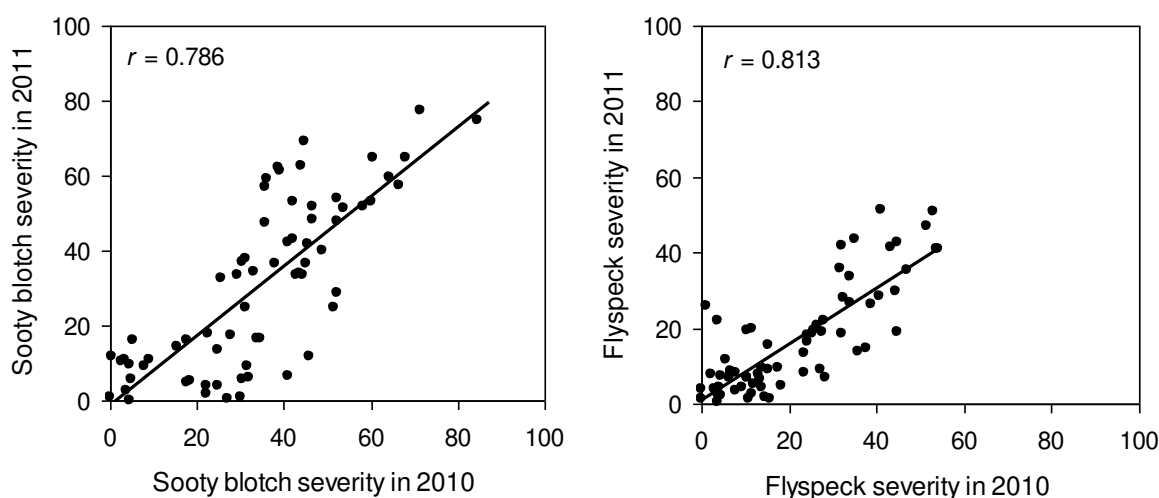 Sooty blotch severity in 2011
100
80
60
40
20
0
r = 0.786
0 20 40 60 80 100
Sooty blotch severity in 2010
Flyspeck severity in 2011
100
80
60
40
20
0
r = 0.813
0 20 40 60 80 100
Flyspeck severity in 2010